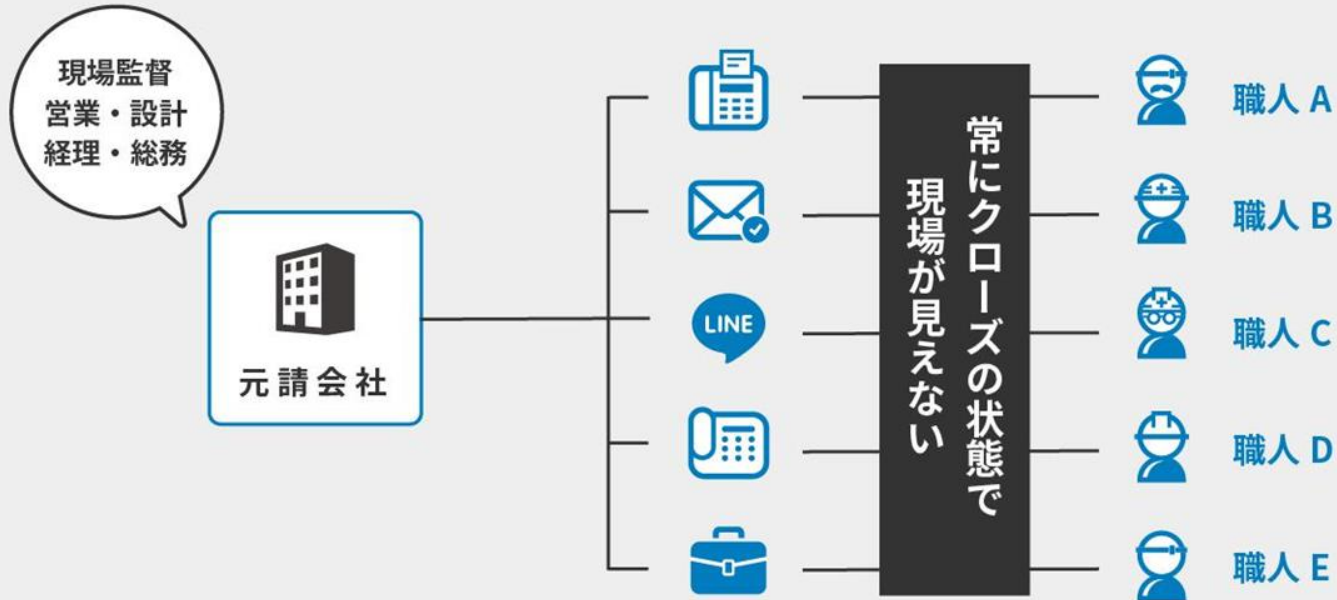 現場監督
営業・設計
経理・総務
元請会社
LINE
常にクローズの状態で
現場が見えない
職人 A
職人 B
職人 C
職人 D
職人 E